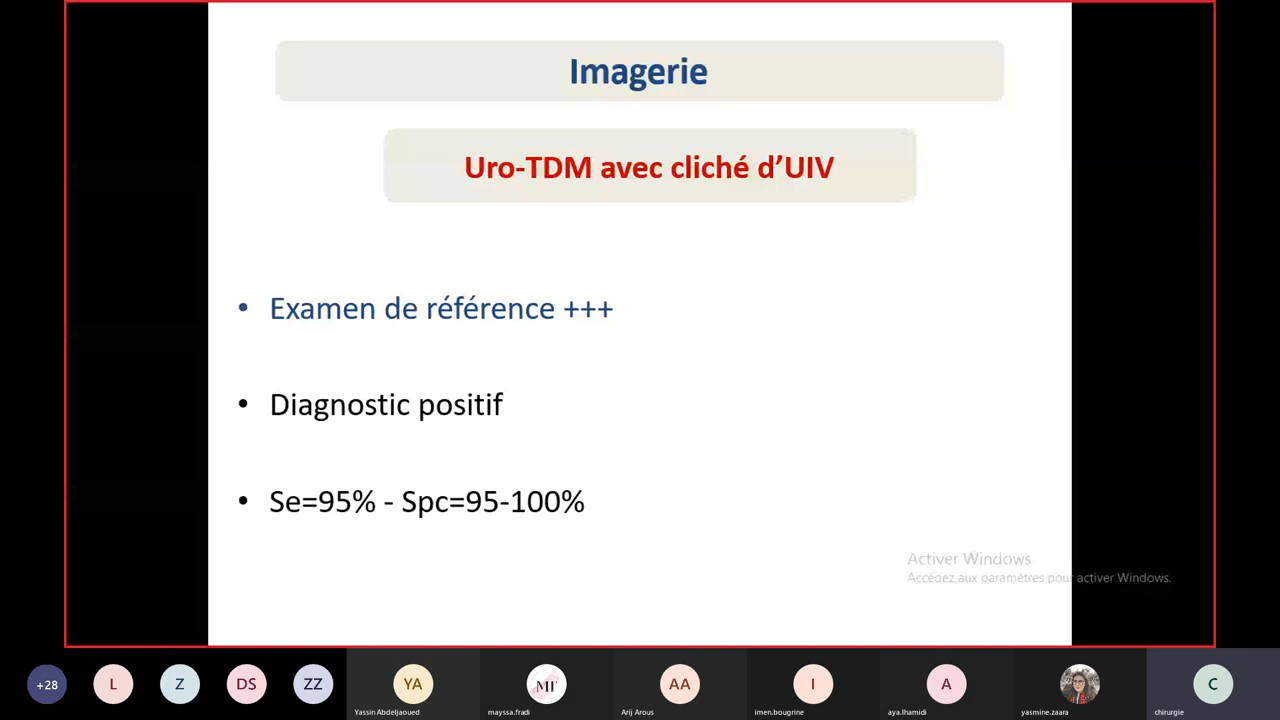 Imagerie
Uro-TDM avec cliché d’UIV
• Examen de référence +++
• Diagnostic positif
• Se=95% - Spc=95-100%
Activer Windows
Accédez aux paramètres pour activer Windows.
+28
L
Z
DS
ZZ
YA
MF
AA
I
A
C
Yassin Abdeljaoued
mayssa.fradi
Arij Arous
imen.bougrine
aya.lhamidi
yasmine.zaara
chirurgie